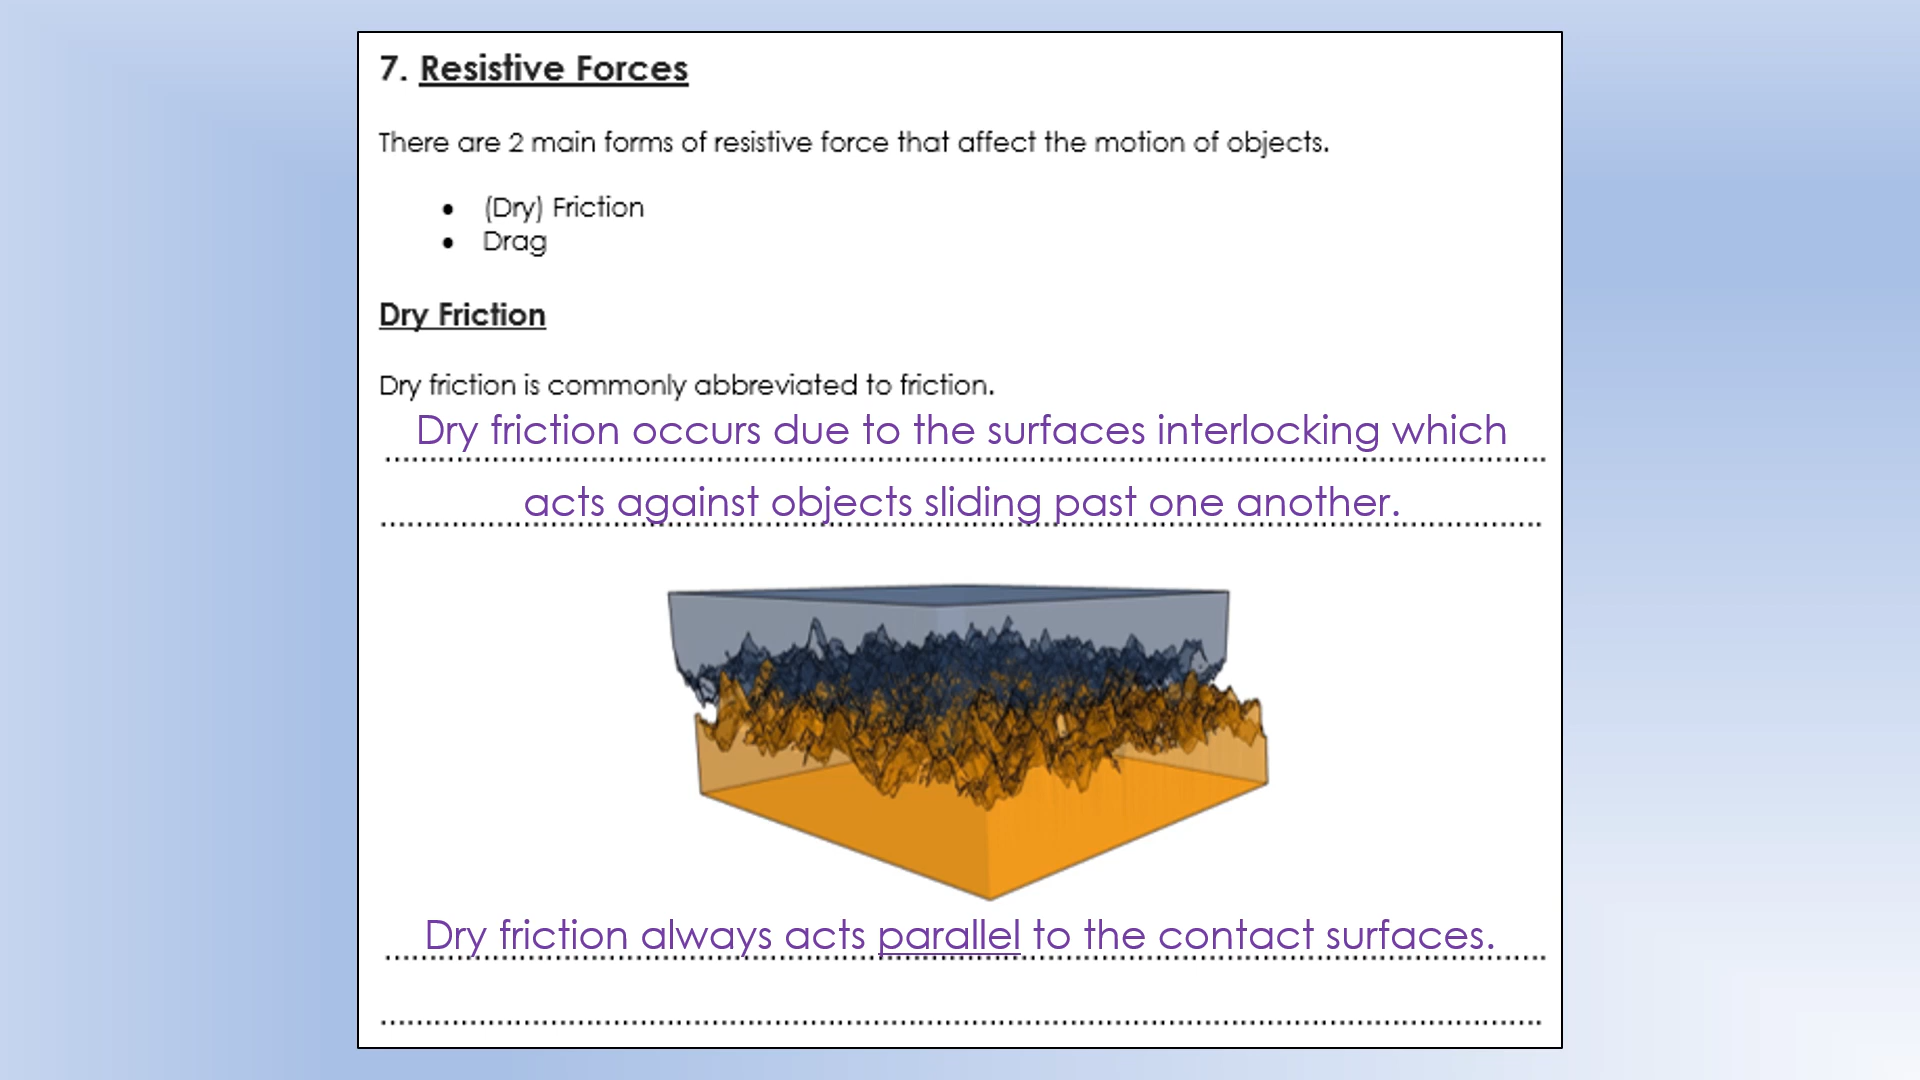 7. Resistive Forces
There are 2 main forms of resistive force that affect the motion of objects.
• (Dry) Friction
• Drag
Dry Friction
Dry friction is commonly abbreviated to friction.
Dry friction occurs due to the surfaces interlocking which
acts against objects sliding past one another.
Dry friction always acts parallel to the contact surfaces.